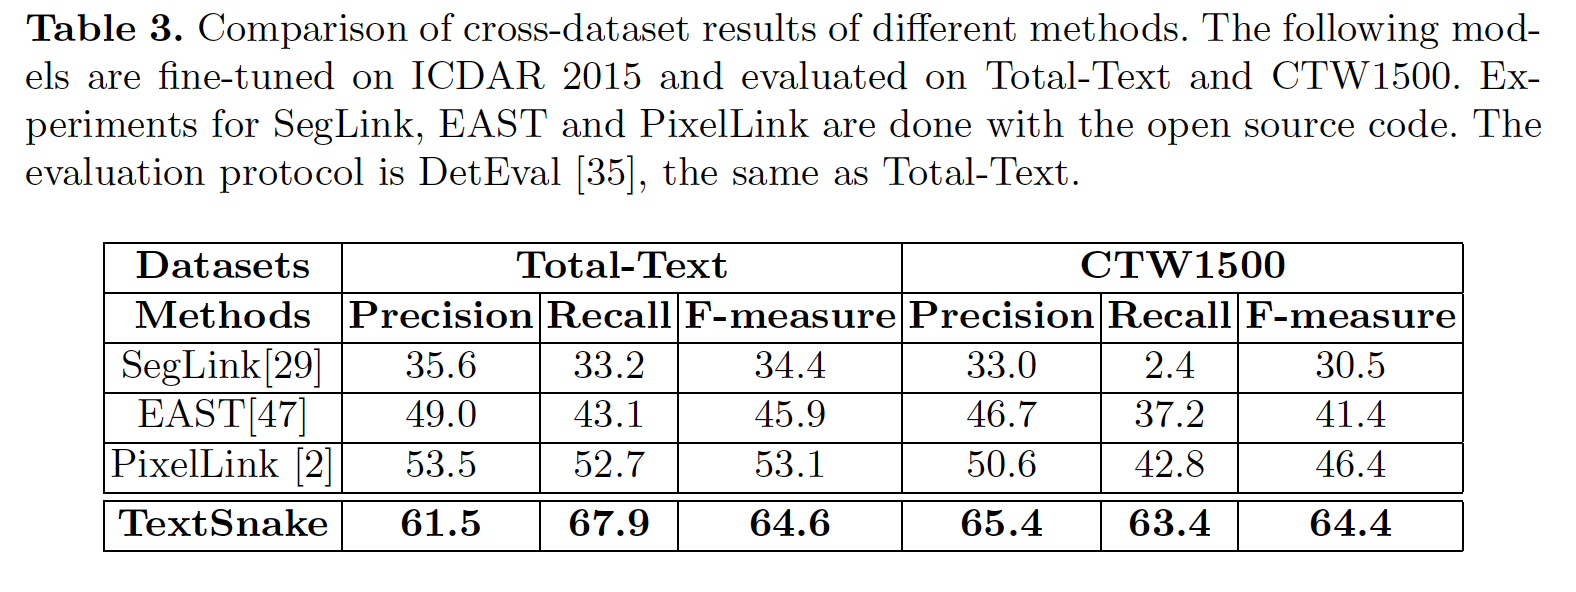 Table 3. Comparison of cross-dataset results of different methods. The following mod-
els are fine-tuned on ICDAR 2015 and evaluated on Total-Text and CTW1500. Ex-
periments for SegLink, EAST and PixelLink are done with the open source code. The
evaluation protocol is DetEval [35], the same as Total-Text.
Datasets Total-Text CTW1500
Methods Precision Recall F-measure Precision Recall F-measure
SegLink[29] 35.6 33.2 34.4 33.0 2.4 30.5
EAST[47] 49.0 43.1 45.9 46.7 37.2 41.4
PixelLink [2] 53.5 52.7 53.1 50.6 42.8 46.4
TextSnake 61.5 67.9 64.6 65.4 63.4 64.4